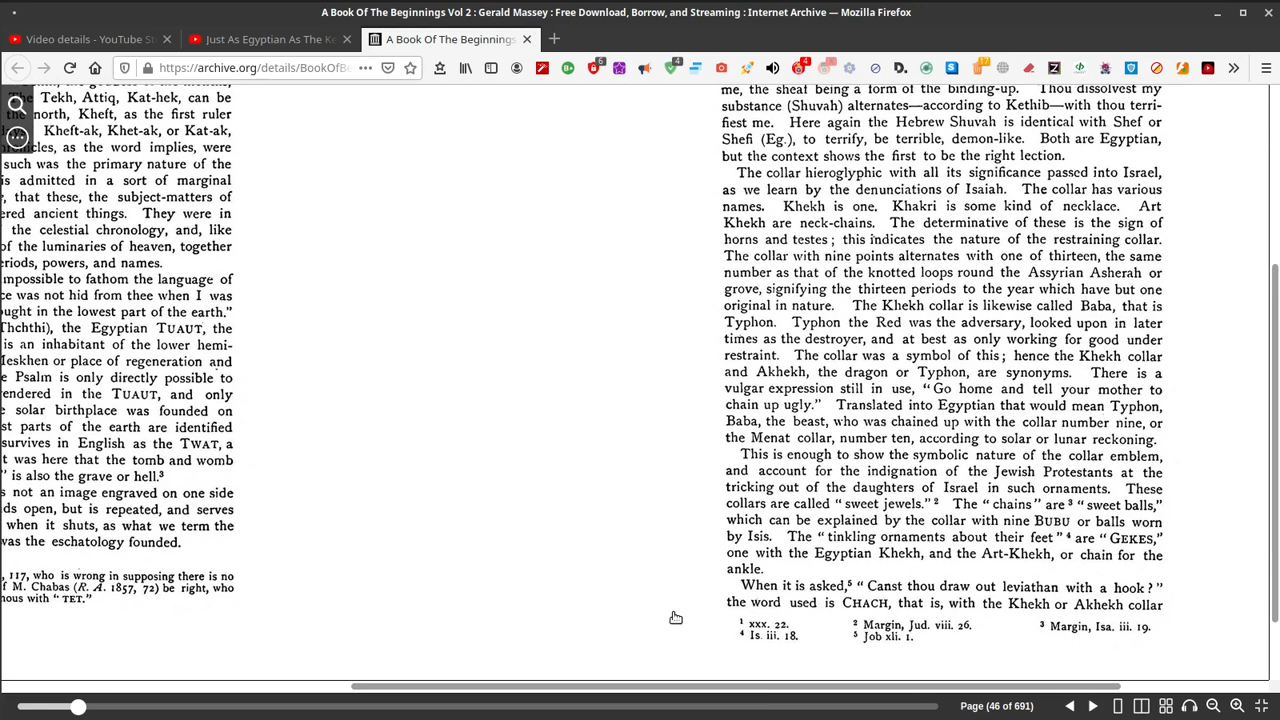 A Book Of The Beginnings Vol 2 : Gerald Massey : Free Download, Borrow, and Streaming : Internet Archive — Mozilla Firefox
Video details - YouTube St
Just As Egyptian As The Ke
A Book Of The Beginnings
https://archive.org/details/BookOfBe
The Tekh, Attiq, Kat-hek, can be
north, Kheft, as the first ruler
Kheft-ak, Khet-ak, or Kat-ak,
as the word implies, were
such was the primary nature of the
is admitted in a sort of marginal
, that these, the subject-matters of
ered ancient things. They were in
the celestial chronology, and, like
of the luminaries of heaven, together
eriods, powers, and names.
impossible to fathom the language of
ce was not hid from thee when I was
ought in the lowest part of the earth."
Thchthi), the Egyptian TUAUT, the
is an inhabitant of the lower hemi-
Meskhen or place of regeneration and
e Psalm is only directly possible to
rendered in the TUAUT, and only
e solar birthplace was founded on
st parts of the earth are identified
survives in English as the TWAT, a
t was here that the tomb and womb
" is also the grave or hell.³
s not an image engraved on one side
ds open, but is repeated, and serves
when it shuts, as what we term the
was the eschatology founded.
, 117, who is wrong in supposing there is no
f M. Chabas (R. A. 1857, 72) be right, who
nous with "TET."
me, the sheaf being a form of the binding-up. Thou dissolvest my
substance (Shuvah) alternates—according to Kethib—with thou terri-
fiest me. Here again the Hebrew Shuvah is identical with Shef or
Shefi (Eg.), to terrify, be terrible, demon-like. Both are Egyptian,
but the context shows the first to be the right lection.
The collar hieroglyphic with all its significance passed into Israel,
as we learn by the denunciations of Isaiah. The collar has various
names. Khekh is one. Khakri is some kind of necklace. Art
Khekh are neck-chains. The determinative of these is the sign of
horns and testes ; this indicates the nature of the restraining collar.
The collar with nine points alternates with one of thirteen, the same
number as that of the knotted loops round the Assyrian Asherah or
grove, signifying the thirteen periods to the year which have but one
original in nature. The Khekh collar is likewise called Baba, that is
Typhon. Typhon the Red was the adversary, looked upon in later
times as the destroyer, and at best as only working for good under
restraint. The collar was a symbol of this ; hence the Khekh collar
and Akhekh, the dragon or Typhon, are synonyms. There is a
vulgar expression still in use, "Go home and tell your mother to
chain up ugly." Translated into Egyptian that would mean Typhon,
Baba, the beast, who was chained up with the collar number nine, or
the Menat collar, number ten, according to solar or lunar reckoning.
This is enough to show the symbolic nature of the collar emblem,
and account for the indignation of the Jewish Protestants at the
tricking out of the daughters of Israel in such ornaments. These
collars are called "sweet jewels."² The "chains" are³ "sweet balls,"
which can be explained by the collar with nine BUBU or balls worn
by Isis. The "tinkling ornaments about their feet"⁴ are "GEKES,"
one with the Egyptian Khekh, and the Art-Khekh, or chain for the
ankle.
When it is asked,⁵ "Canst thou draw out leviathan with a hook?"
the word used is CHACH, that is, with the Khekh or Akhekh collar
¹ xxx. 22. ² Margin, Jud. viii. 26. ³ Margin, Isa. iii. 19.
⁴ Is. iii. 18. ⁵ Job xli. 1.
Page (46 of 691)